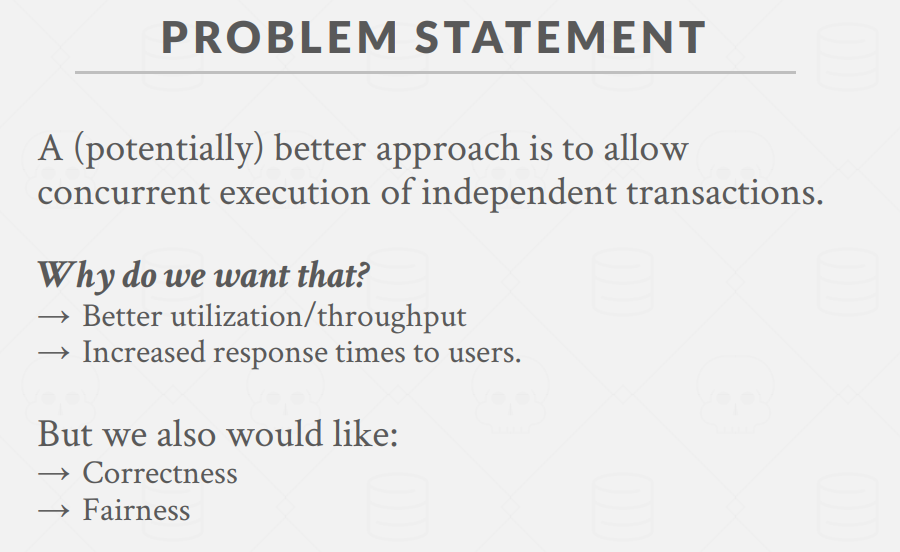 PROBLEM STATEMENT
A (potentially) better approach is to allow
concurrent execution of independent transactions.
Why do we want that?
→ Better utilization/throughput
→ Increased response times to users.
But we also would like:
→ Correctness
→ Fairness